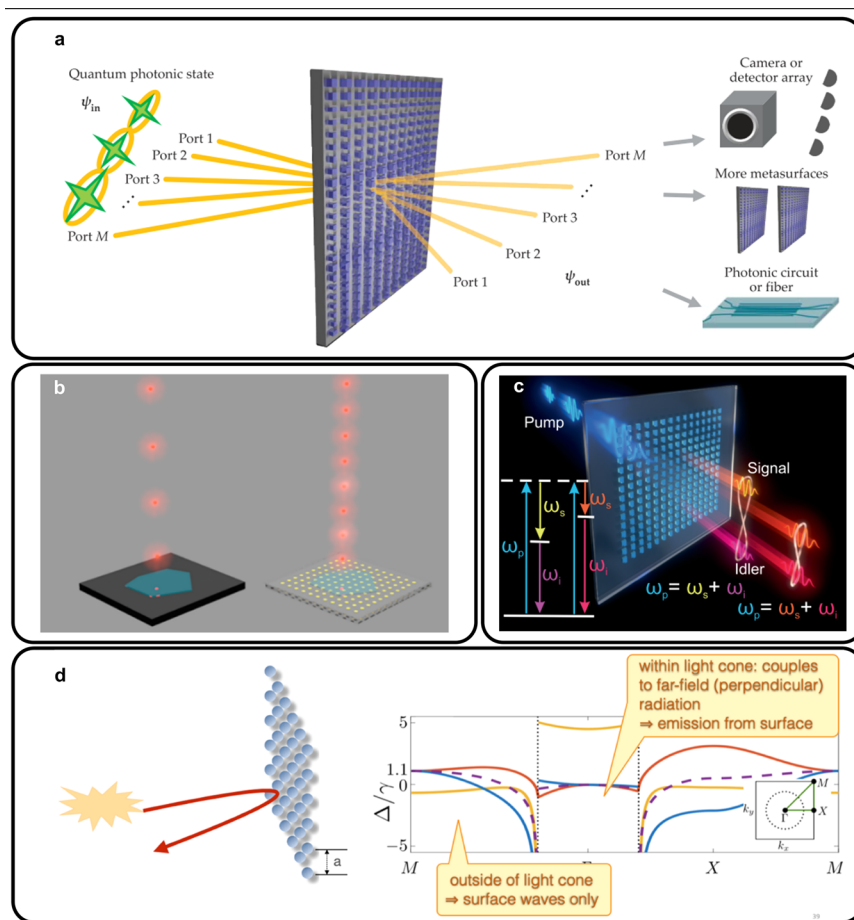 a
Quantum photonic state
ψin
Port 1
Port 2
Port 3
⋮
Port M
Port M
⋮
Port 3
Port 2
Port 1
ψout
Camera or
detector array
More metasurfaces
Photonic circuit
or fiber
b
c
Pump
Signal
Idler
ωp
ωs
ωi
ωs
ωi
ωp= ωs+ ωi
ωp= ωs+ ωi
d
a
within light cone: couples
to far-field (perpendicular)
radiation
⇒ emission from surface
outside of light cone
⇒ surface waves only
Δ/γ
5
1.1
0
−5
M
X
M
M
X
Γ
ky
kx